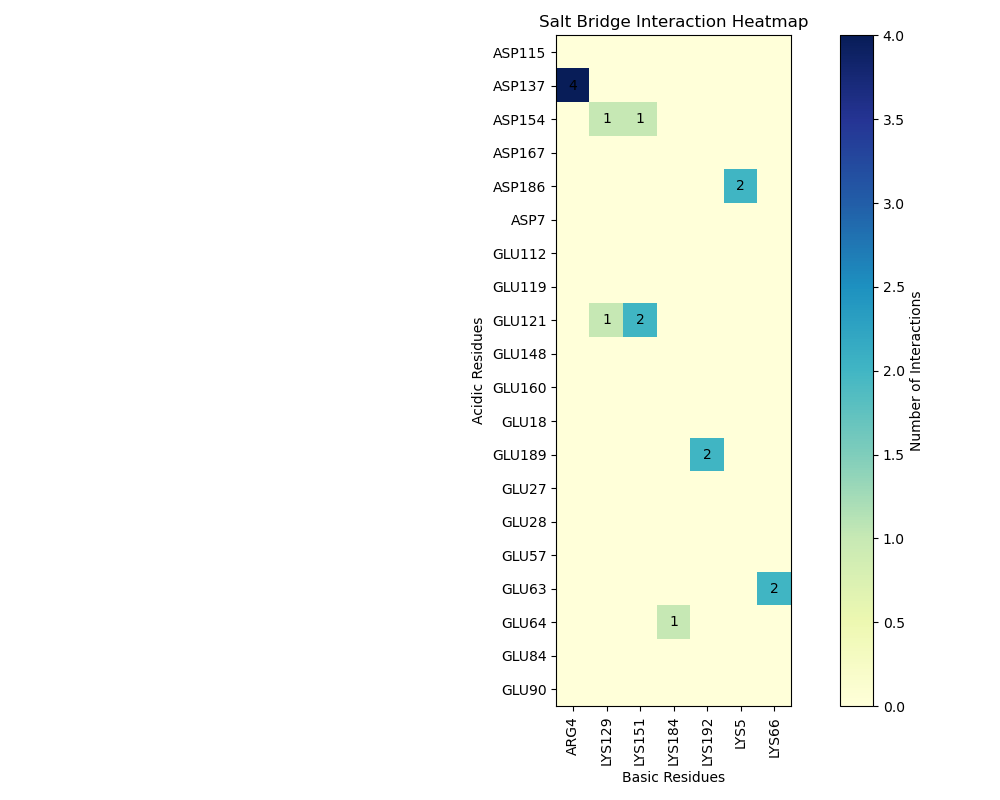 Salt Bridge Interaction Heatmap
ASP115
ASP137
ASP154
ASP167
ASP186
ASP7
GLU112
GLU119
GLU121
GLU148
GLU160
GLU18
GLU189
GLU27
GLU28
GLU57
GLU63
GLU64
GLU84
GLU90
Acidic Residues
4
1 1
2
1 2
2
2
1
ARG4
LYS129
LYS151
LYS184
LYS192
LYS5
LYS66
Basic Residues
4.0
3.5
3.0
2.5
2.0
1.5
1.0
0.5
0.0
Number of Interactions